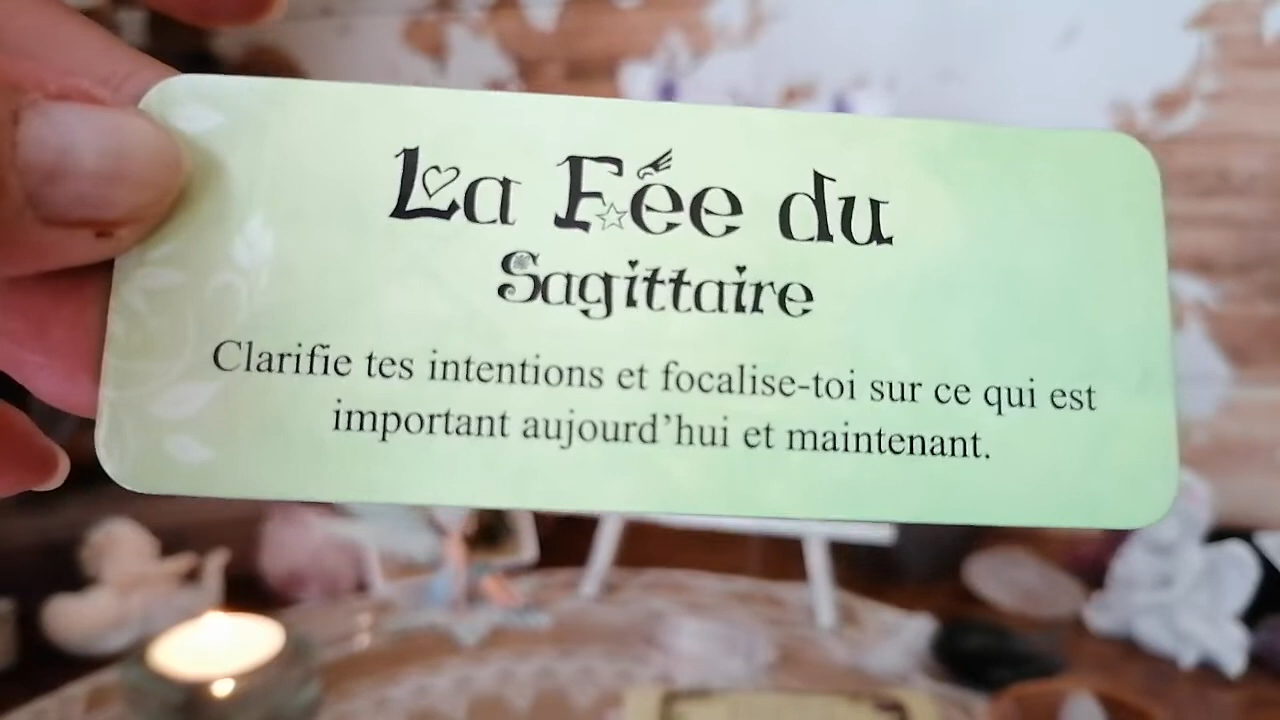 La Fée du
Sagittaire
Clarifie tes intentions et focalise-toi sur ce qui est
important aujourd'hui et maintenant.